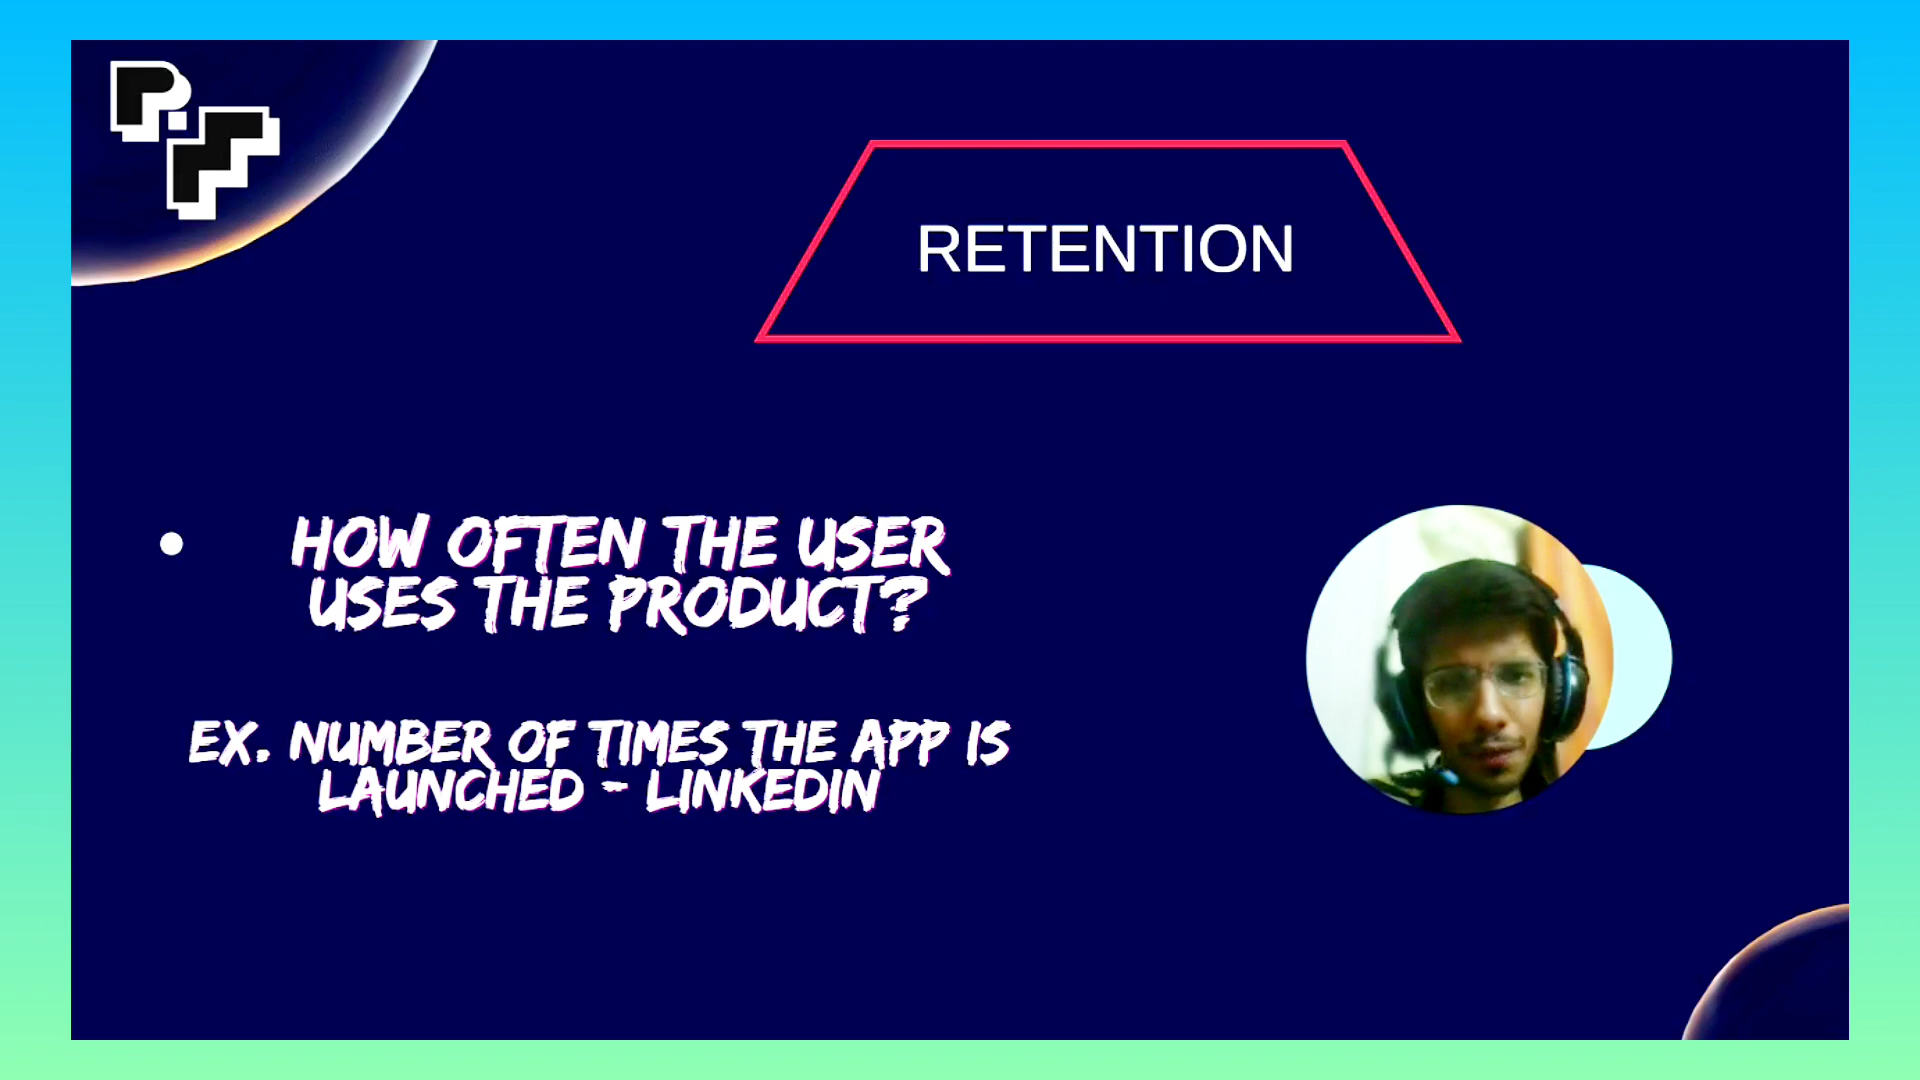 P.F
RETENTION
HOW OFTEN THE USER
USES THE PRODUCT?
EX. NUMBER OF TIMES THE APP IS
LAUNCHED - LINKEDIN